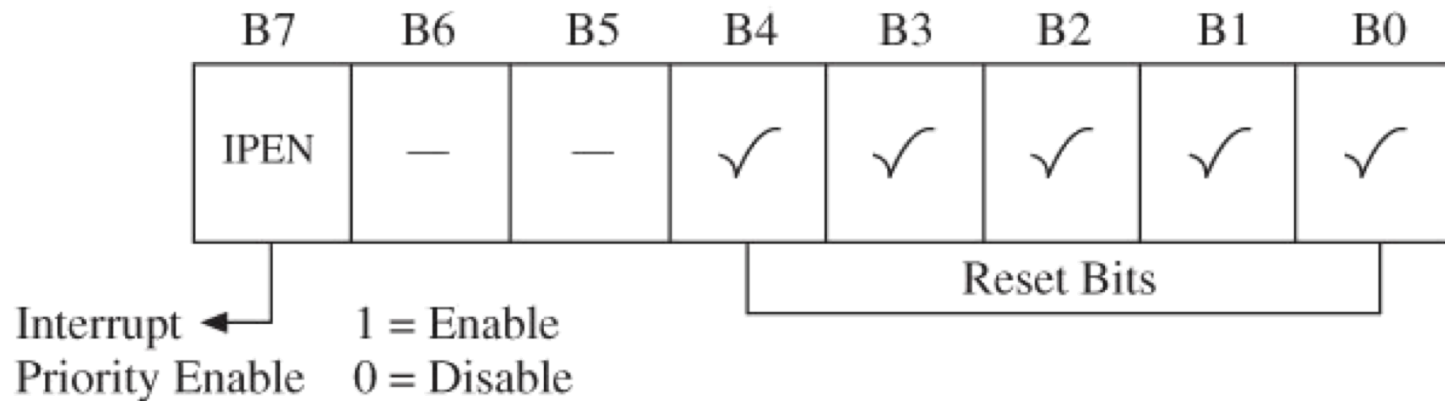 B7 B6 B5 B4 B3 B2 B1 B0
IPEN — — ✓ ✓ ✓ ✓ ✓
Reset Bits
Interrupt 1 = Enable
Priority Enable 0 = Disable